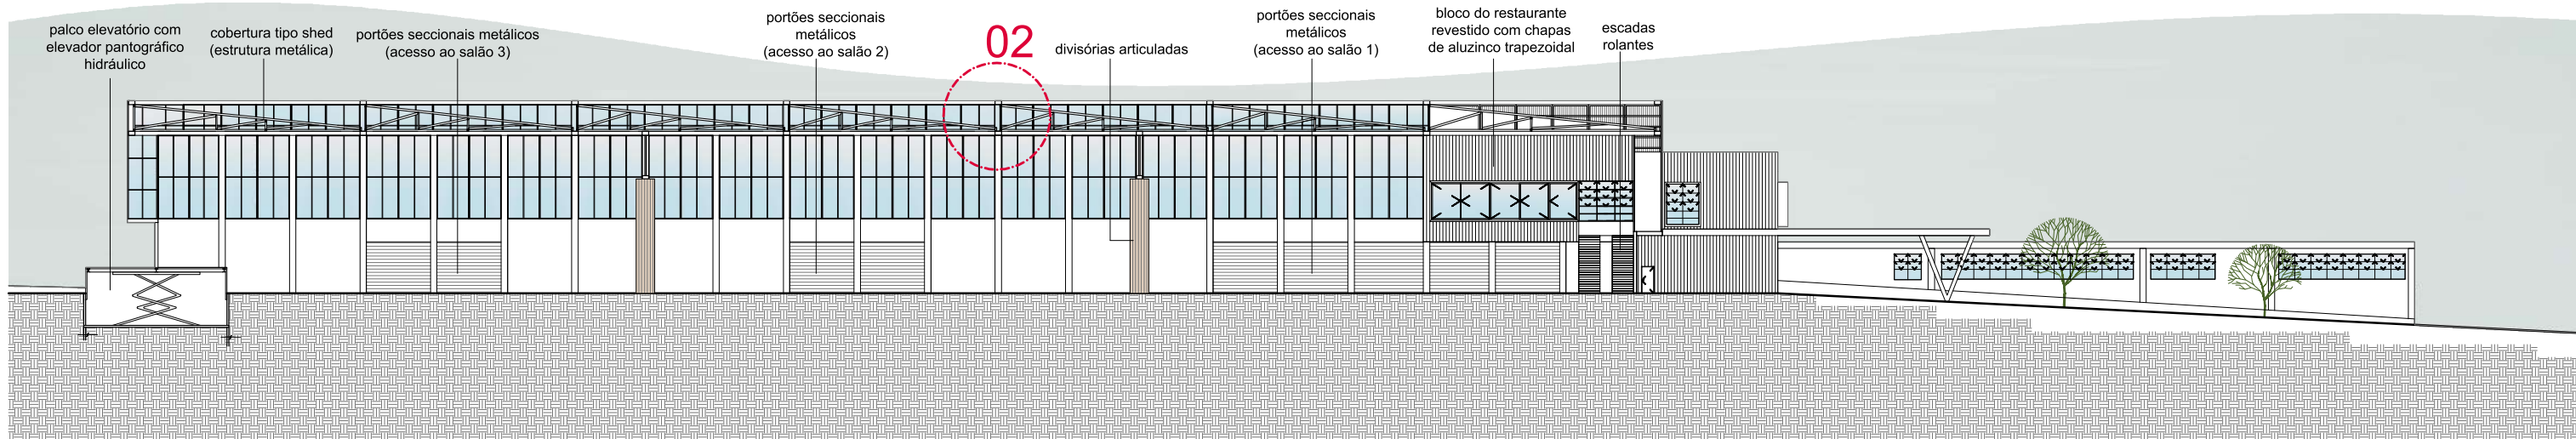 palco elevatório com
elevador pantográfico
hidráulico
cobertura tipo shed
(estrutura metálica)
portões seccionais metálicos
(acesso ao salão 3)
portões seccionais
metálicos
(acesso ao salão 2)
02
divisórias articuladas
portões seccionais
metálicos
(acesso ao salão 1)
bloco do restaurante
revestido com chapas
de aluzinco trapezoidal
escadas
rolantes